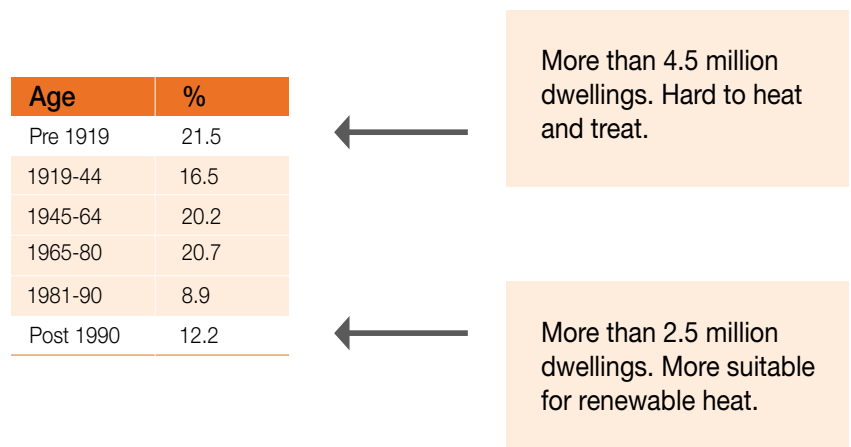 Age %
Pre 1919 21.5
1919-44 16.5
1945-64 20.2
1965-80 20.7
1981-90 8.9
Post 1990 12.2
More than 4.5 million
dwellings. Hard to heat
and treat.
More than 2.5 million
dwellings. More suitable
for renewable heat.